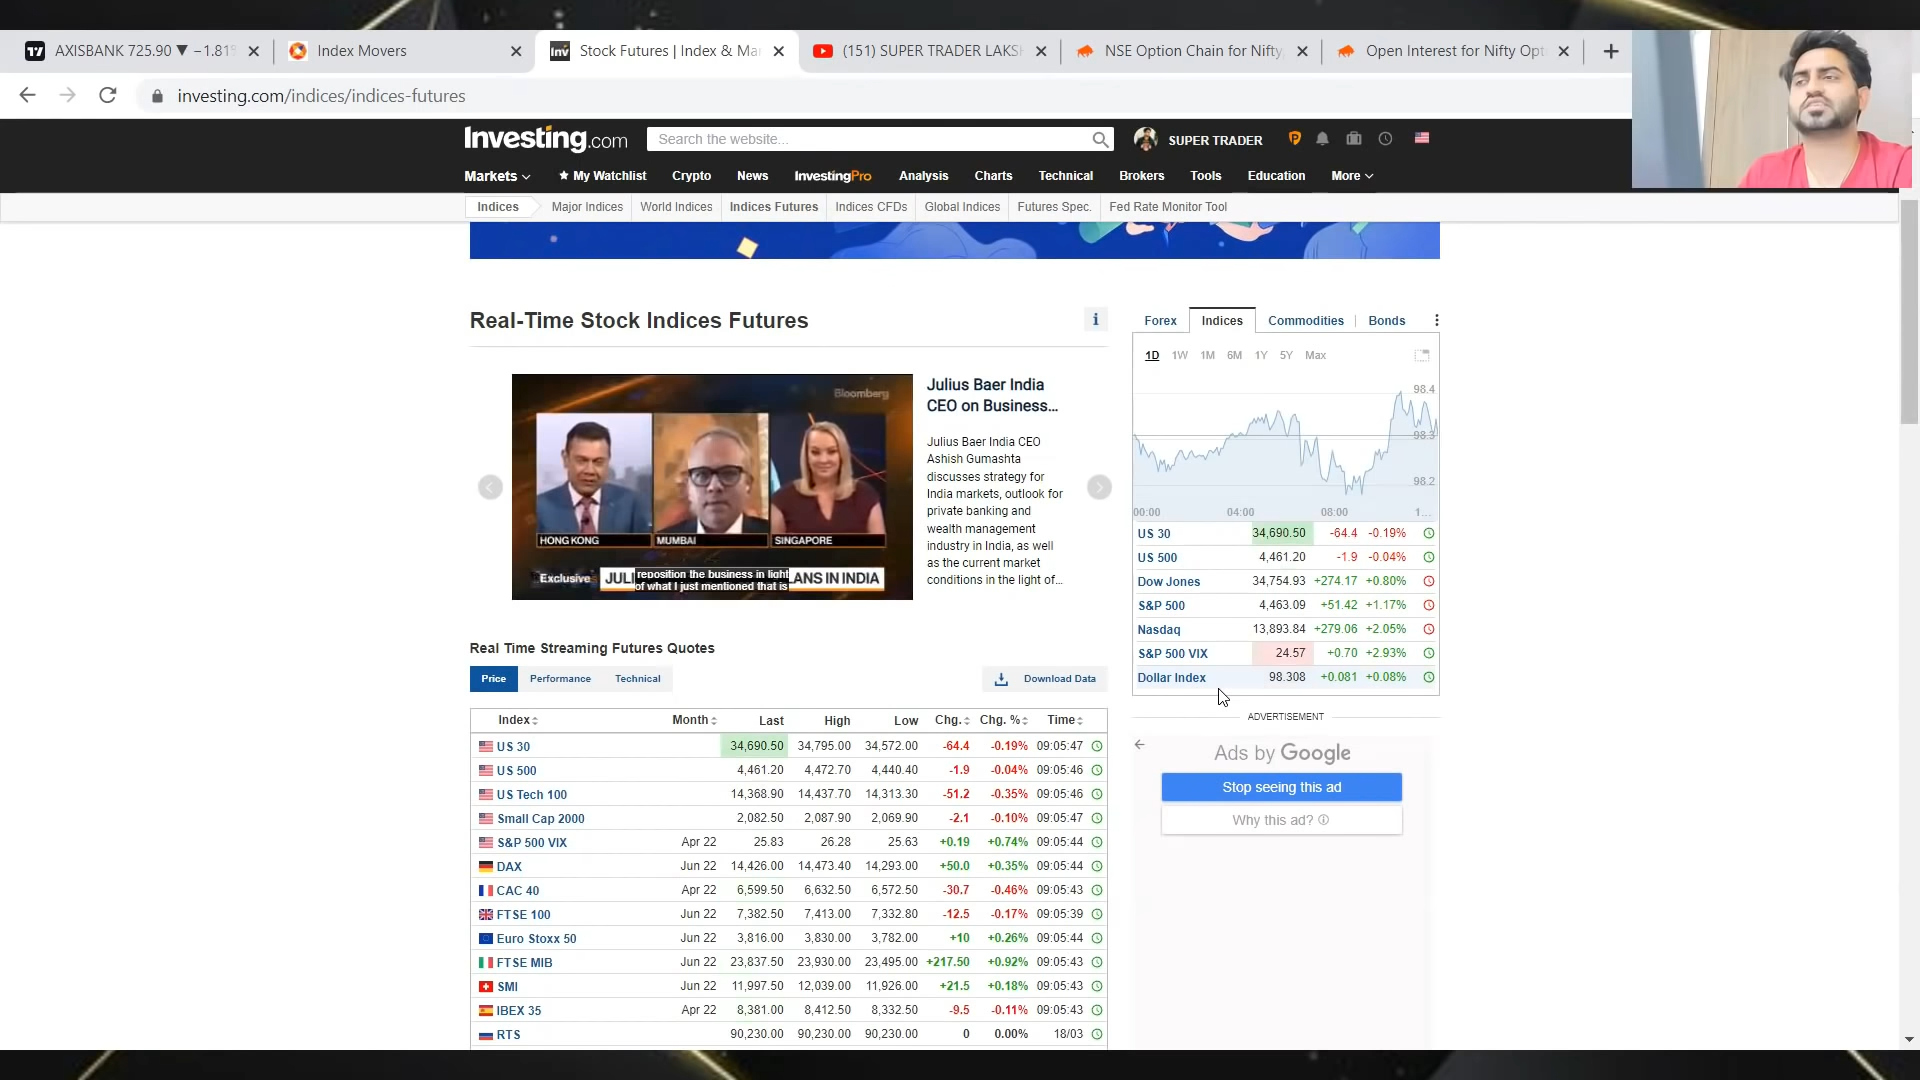 AXISBANK 725.90 ▼ −1.81%
Index Movers
Stock Futures | Index & Ma
(151) SUPER TRADER LAKS
NSE Option Chain for Nifty,
Open Interest for Nifty Opt
investing.com/indices/indices-futures
Investing.com
Search the website...
SUPER TRADER
Markets
★ My Watchlist
Crypto
News
InvestingPro
Analysis
Charts
Technical
Brokers
Tools
Education
More
Indices
Major Indices
World Indices
Indices Futures
Indices CFDs
Global Indices
Futures Spec.
Fed Rate Monitor Tool
Real-Time Stock Indices Futures
Bloomberg
HONG KONG
MUMBAI
SINGAPORE
Exclusive
JULI
reposition the business in light
of what I just mentioned that is
ANS IN INDIA
Julius Baer India
CEO on Business...
Julius Baer India CEO
Ashish Gumashta
discusses strategy for
India markets, outlook for
private banking and
wealth management
industry in India, as well
as the current market
conditions in the light of...
Real Time Streaming Futures Quotes
Price
Performance
Technical
Download Data
Index Month Last High Low Chg. Chg. % Time
US 30 34,690.50 34,795.00 34,572.00 -64.4 -0.19% 09:05:47
US 500 4,461.20 4,472.70 4,440.40 -1.9 -0.04% 09:05:46
US Tech 100 14,368.90 14,437.70 14,313.30 -51.2 -0.35% 09:05:46
Small Cap 2000 2,082.50 2,087.90 2,069.90 -2.1 -0.10% 09:05:47
S&P 500 VIX Apr 22 25.83 26.28 25.63 +0.19 +0.74% 09:05:44
DAX Jun 22 14,426.00 14,473.40 14,293.00 +50.0 +0.35% 09:05:44
CAC 40 Apr 22 6,599.50 6,632.50 6,572.50 -30.7 -0.46% 09:05:43
FTSE 100 Jun 22 7,382.50 7,413.00 7,332.80 -12.5 -0.17% 09:05:39
Euro Stoxx 50 Jun 22 3,816.00 3,830.00 3,782.00 +10 +0.26% 09:05:44
FTSE MIB Jun 22 23,837.50 23,930.00 23,495.00 +217.50 +0.92% 09:05:43
SMI Jun 22 11,997.50 12,039.00 11,926.00 +21.5 +0.18% 09:05:43
IBEX 35 Apr 22 8,381.00 8,412.50 8,332.50 -9.5 -0.11% 09:05:43
RTS 90,230.00 90,230.00 90,230.00 0 0.00% 18/03
Forex
Indices
Commodities
Bonds
1D 1W 1M 6M 1Y 5Y Max
98.4
98.3
98.2
00:00 04:00 08:00 1...
US 30 34,690.50 -64.4 -0.19%
US 500 4,461.20 -1.9 -0.04%
Dow Jones 34,754.93 +274.17 +0.80%
S&P 500 4,463.09 +51.42 +1.17%
Nasdaq 13,893.84 +279.06 +2.05%
S&P 500 VIX 24.57 +0.70 +2.93%
Dollar Index 98.308 +0.081 +0.08%
ADVERTISEMENT
Ads by Google
Stop seeing this ad
Why this ad?